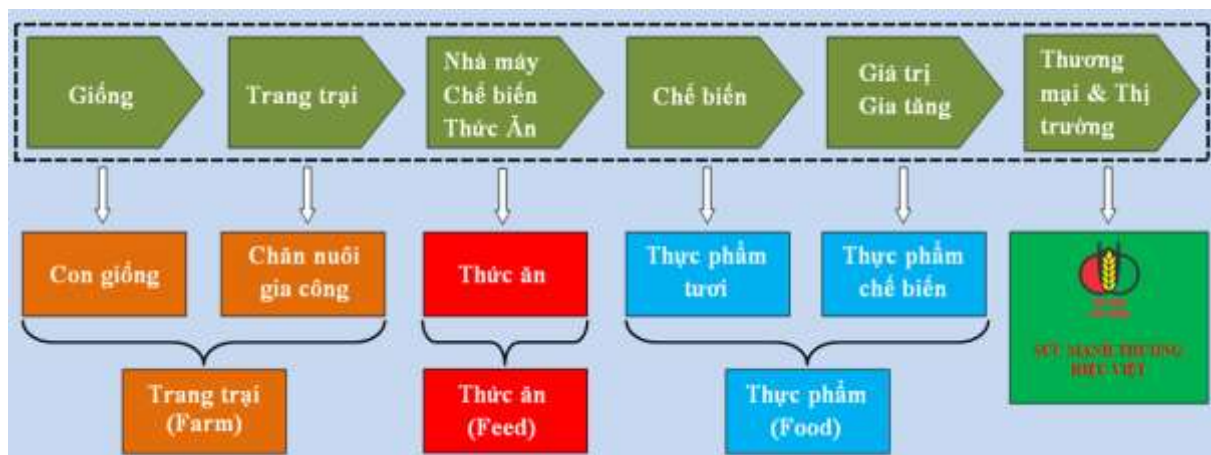 Giống
Trang trại
Nhà máy
Chế biến
Thức Ăn
Chế biến
Giá trị
Gia tăng
Thương
mại & Thị
trường
Con giống
Chăn nuôi
gia công
Thức ăn
Thực phẩm
tươi
Thực phẩm
chế biến
SỨC MẠNH THƯƠNG
HIỆU VIỆT
Trang trại
(Farm)
Thức ăn
(Feed)
Thực phẩm
(Food)